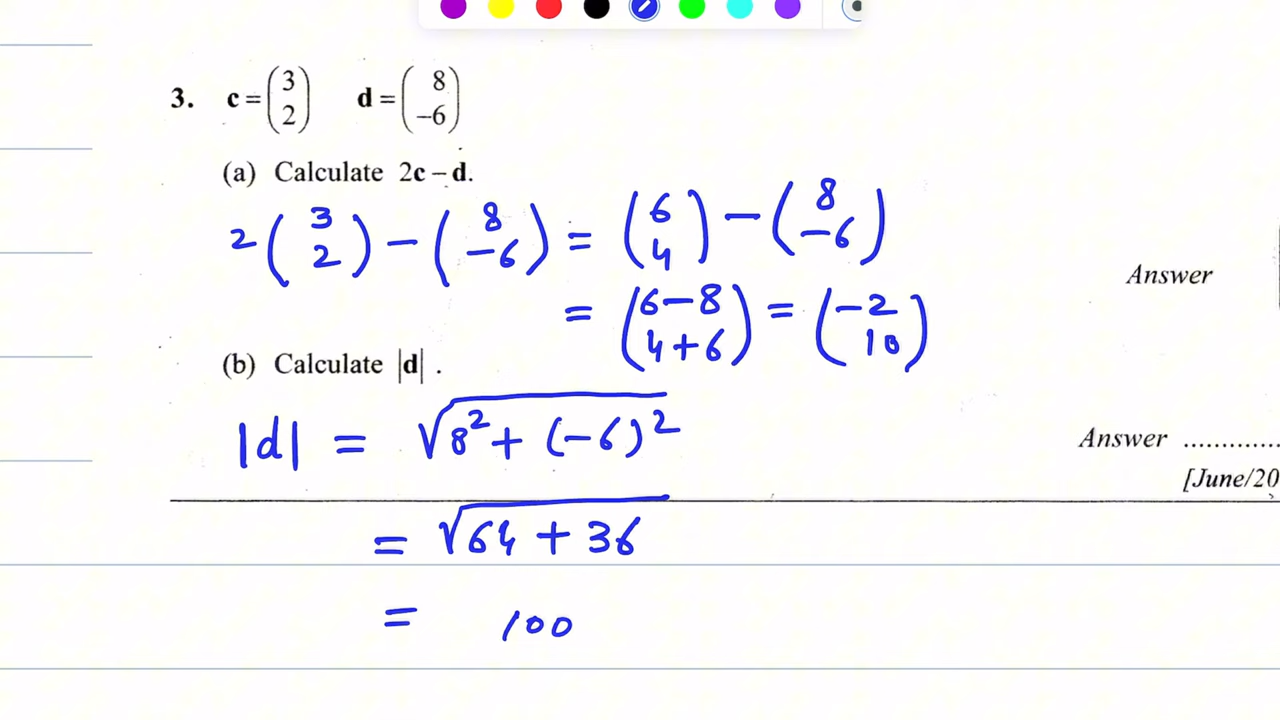 3. c = (3 2) d = (8 −6)
(a) Calculate 2c – d.
2 (3 2) − (8 −6) = (6 4) − (8 −6)
Answer
= (6−8 4+6) = (−2 10)
(b) Calculate |d| .
|d| = √8² + (−6)²
Answer .............
[June/20
= √64 + 36
= 100